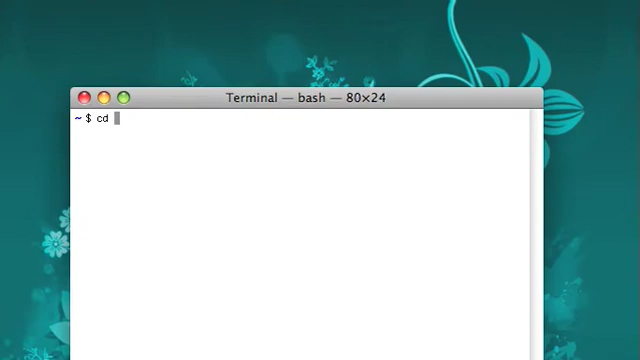 Terminal — bash — 80×24
~ $ cd